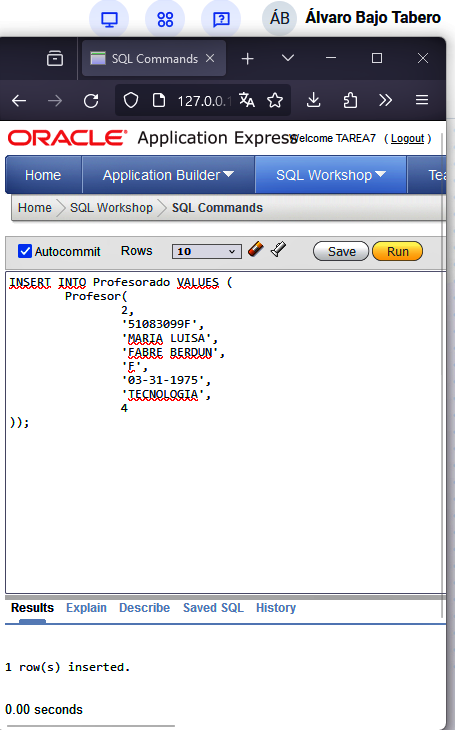 ÁB Álvaro Bajo Tabero
SQL Commands
127.0.0.1
ORACLE Application Express Welcome TAREA7 ( Logout )
Home Application Builder SQL Workshop Tea
Home SQL Workshop SQL Commands
Autocommit Rows 10 Save Run
INSERT INTO Profesorado VALUES (
Profesor(
2,
'51083099F',
'MARIA LUISA',
'FABRE BERDUN',
'F',
'03-31-1975',
'TECNOLOGIA',
4
));
Results Explain Describe Saved SQL History
1 row(s) inserted.
0.00 seconds